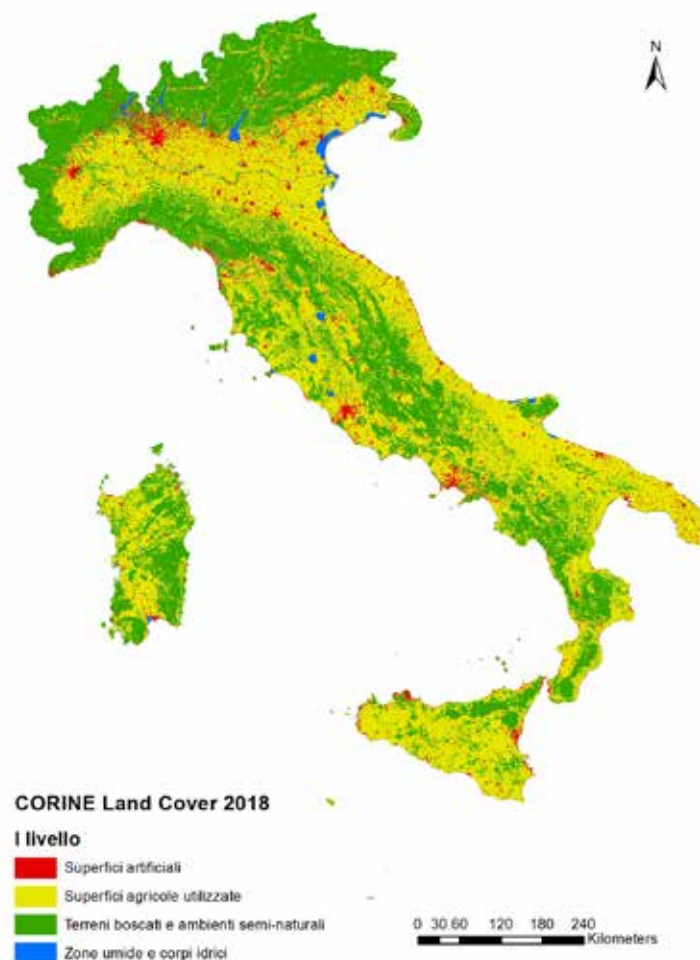 N
CORINE Land Cover 2018
I livello
Superfici artificiali
Superfici agricole utilizzate
Terreni boscati e ambienti semi-naturali
Zone umide e corpi idrici
0 30 60 120 180 240
Kilometers